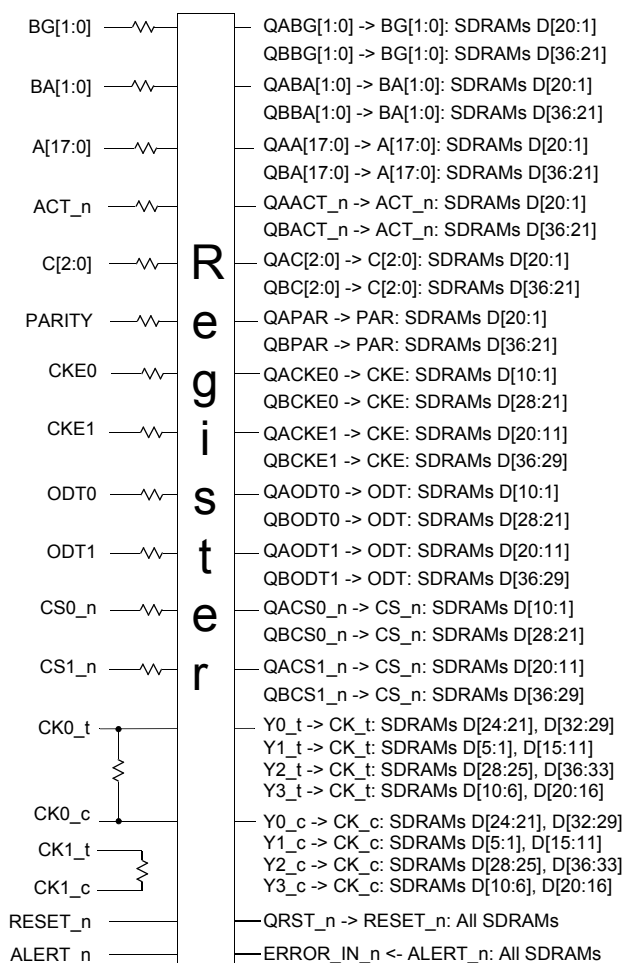 BG[1:0]
QABG[1:0] -> BG[1:0]: SDRAMs D[20:1]
QBBG[1:0] -> BG[1:0]: SDRAMs D[36:21]
BA[1:0]
QABA[1:0] -> BA[1:0]: SDRAMs D[20:1]
QBBA[1:0] -> BA[1:0]: SDRAMs D[36:21]
A[17:0]
QAA[17:0] -> A[17:0]: SDRAMs D[20:1]
QBA[17:0] -> A[17:0]: SDRAMs D[36:21]
ACT_n
QAACT_n -> ACT_n: SDRAMs D[20:1]
QBACT_n -> ACT_n: SDRAMs D[36:21]
C[2:0]
QAC[2:0] -> C[2:0]: SDRAMs D[20:1]
QBC[2:0] -> C[2:0]: SDRAMs D[36:21]
PARITY
QAPAR -> PAR: SDRAMs D[20:1]
QBPAR -> PAR: SDRAMs D[36:21]
CKE0
QACKE0 -> CKE: SDRAMs D[10:1]
QBCKE0 -> CKE: SDRAMs D[28:21]
CKE1
QACKE1 -> CKE: SDRAMs D[20:11]
QBCKE1 -> CKE: SDRAMs D[36:29]
ODT0
QAODT0 -> ODT: SDRAMs D[10:1]
QBODT0 -> ODT: SDRAMs D[28:21]
ODT1
QAODT1 -> ODT: SDRAMs D[20:11]
QBODT1 -> ODT: SDRAMs D[36:29]
CS0_n
QACS0_n -> CS_n: SDRAMs D[10:1]
QBCS0_n -> CS_n: SDRAMs D[28:21]
CS1_n
QACS1_n -> CS_n: SDRAMs D[20:11]
QBCS1_n -> CS_n: SDRAMs D[36:29]
CK0_t
Y0_t -> CK_t: SDRAMs D[24:21], D[32:29]
Y1_t -> CK_t: SDRAMs D[5:1], D[15:11]
Y2_t -> CK_t: SDRAMs D[28:25], D[36:33]
Y3_t -> CK_t: SDRAMs D[10:6], D[20:16]
CK0_c
Y0_c -> CK_c: SDRAMs D[24:21], D[32:29]
Y1_c -> CK_c: SDRAMs D[5:1], D[15:11]
Y2_c -> CK_c: SDRAMs D[28:25], D[36:33]
Y3_c -> CK_c: SDRAMs D[10:6], D[20:16]
CK1_t
CK1_c
RESET_n
QRST_n -> RESET_n: All SDRAMs
ALERT_n
ERROR_IN_n <- ALERT_n: All SDRAMs
Register